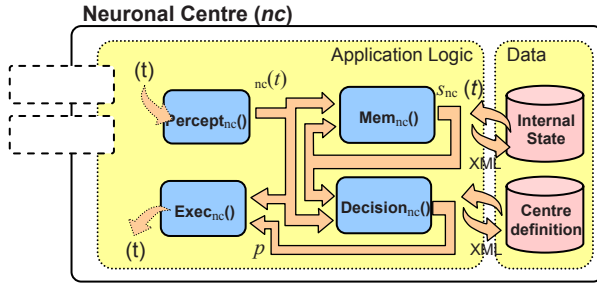 Neuronal Centre (nc)
Application Logic
Data
(t)
nc(t)
snc (t)
Perceptnc()
Memnc()
Internal
State
XML
Execnc()
Decisionnc()
Centre
definition
(t)
p
XML